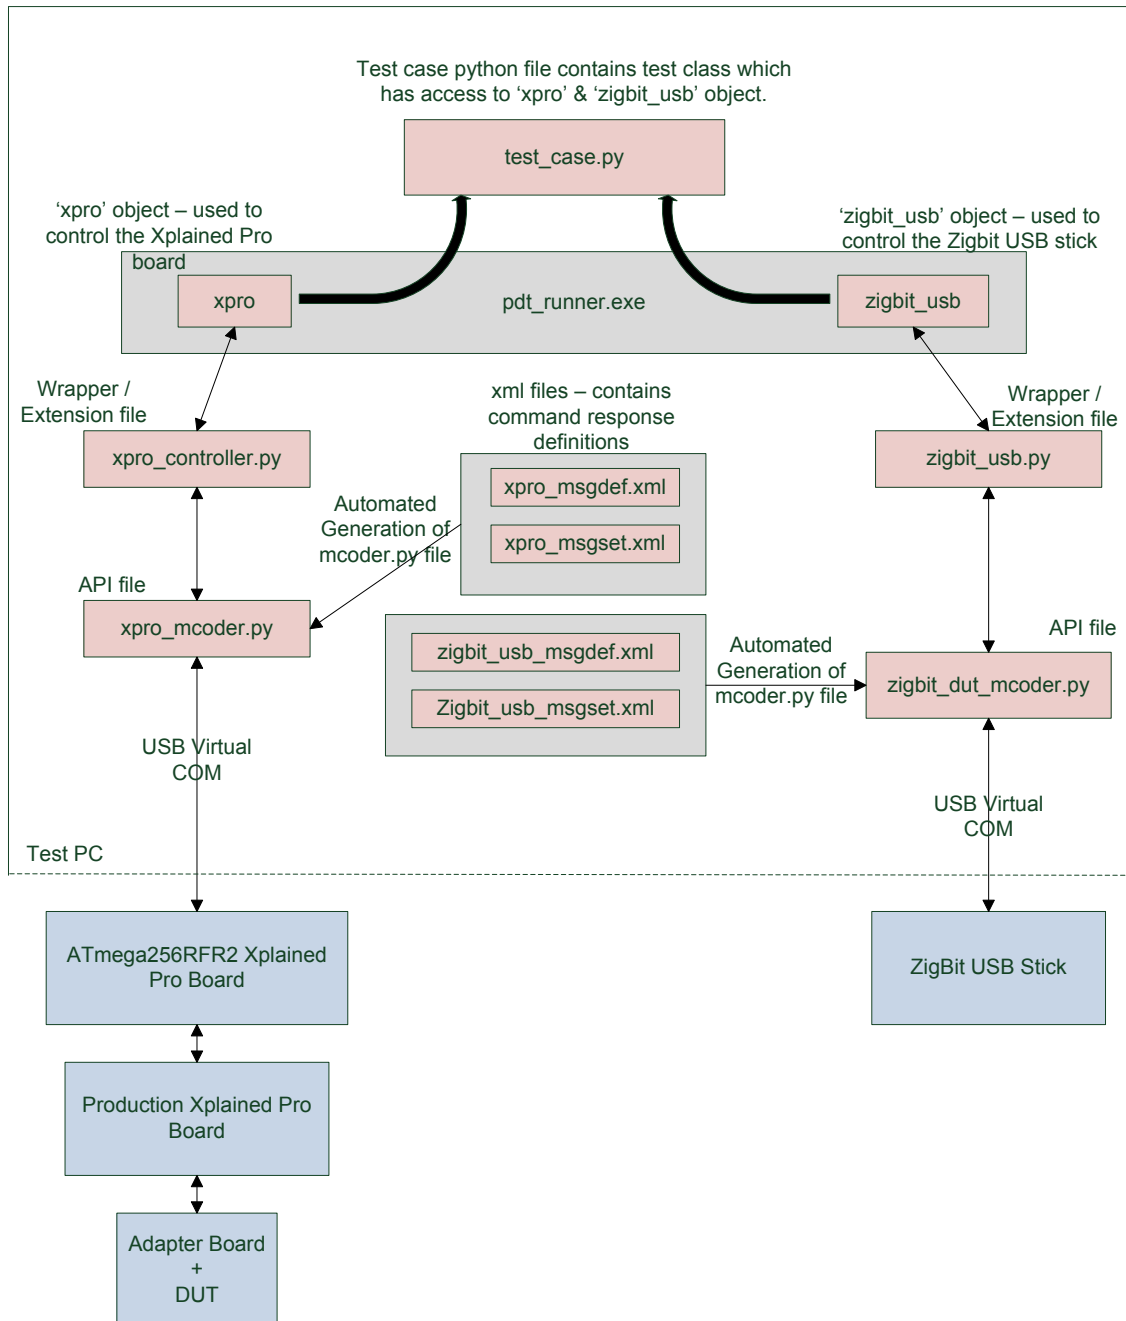 Test case python file contains test class which
has access to ‘xpro’ & ‘zigbit_usb’ object.
test_case.py
‘xpro’ object – used to
control the Xplained Pro
board
‘zigbit_usb’ object – used to
control the Zigbit USB stick
xpro
pdt_runner.exe
zigbit_usb
Wrapper /
Extension file
xml files – contains
command response
definitions
Wrapper /
Extension file
xpro_controller.py
xpro_msgdef.xml
xpro_msgset.xml
zigbit_usb.py
Automated
Generation of
mcoder.py file
API file
xpro_mcoder.py
zigbit_usb_msgdef.xml
Zigbit_usb_msgset.xml
Automated
Generation of
mcoder.py file
API file
zigbit_dut_mcoder.py
USB Virtual
COM
USB Virtual
COM
Test PC
ATmega256RFR2 Xplained
Pro Board
ZigBit USB Stick
Production Xplained Pro
Board
Adapter Board
+
DUT